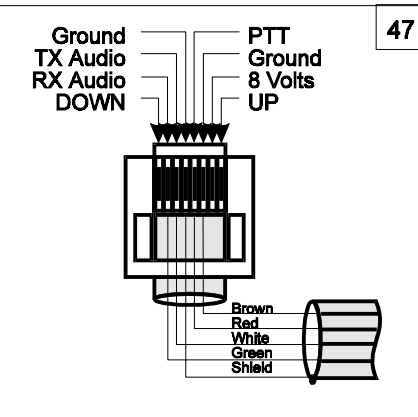 47
Ground PTT
TX Audio Ground
RX Audio 8 Volts
DOWN UP
Brown
Red
White
Green
Shield